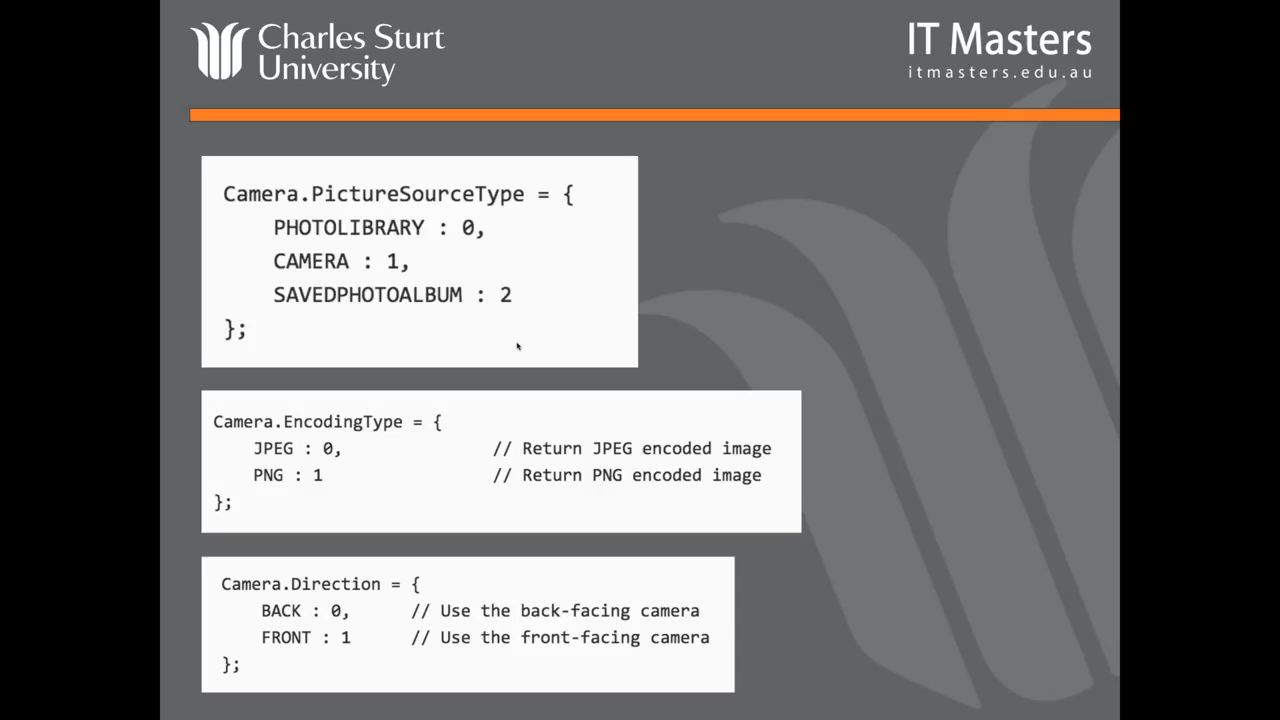 Charles Sturt
University
IT Masters
itmasters.edu.au
Camera.PictureSourceType = {
    PHOTOLIBRARY : 0,
    CAMERA : 1,
    SAVEDPHOTOALBUM : 2
};
Camera.EncodingType = {
    JPEG : 0,               // Return JPEG encoded image
    PNG : 1                 // Return PNG encoded image
};
Camera.Direction = {
    BACK : 0,      // Use the back-facing camera
    FRONT : 1      // Use the front-facing camera
};